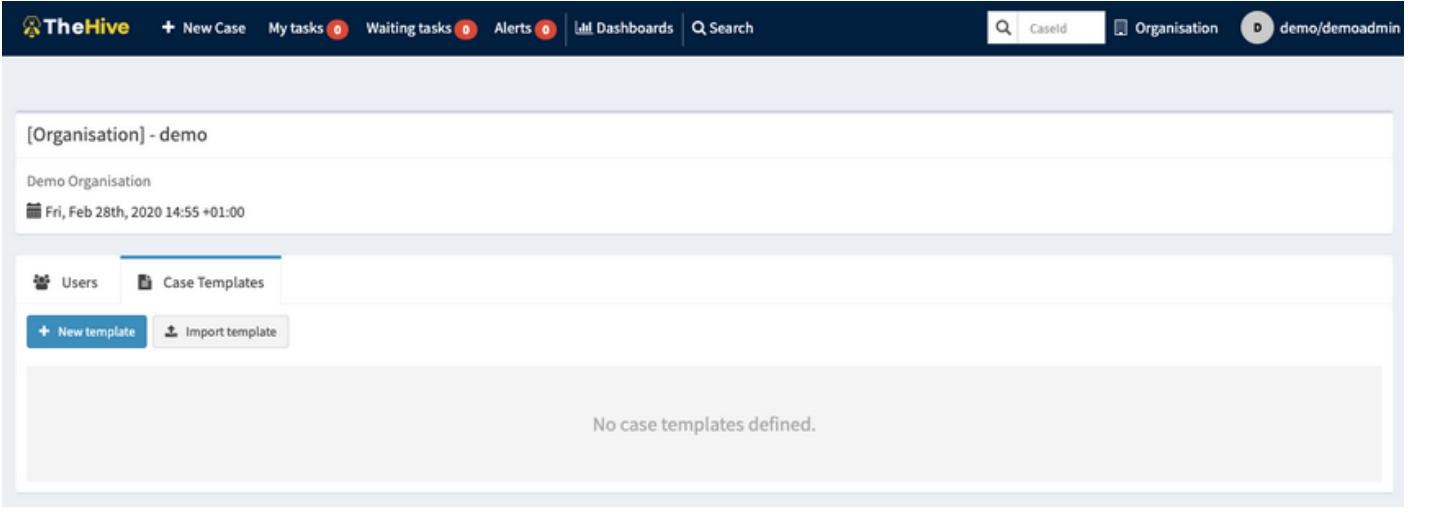 TheHive + New Case My tasks 0 Waiting tasks 0 Alerts 0 Dashboards Search CaseId Organisation D demo/demoadmin
[Organisation] - demo
Demo Organisation
Fri, Feb 28th, 2020 14:55 +01:00
Users Case Templates
+ New template Import template
No case templates defined.